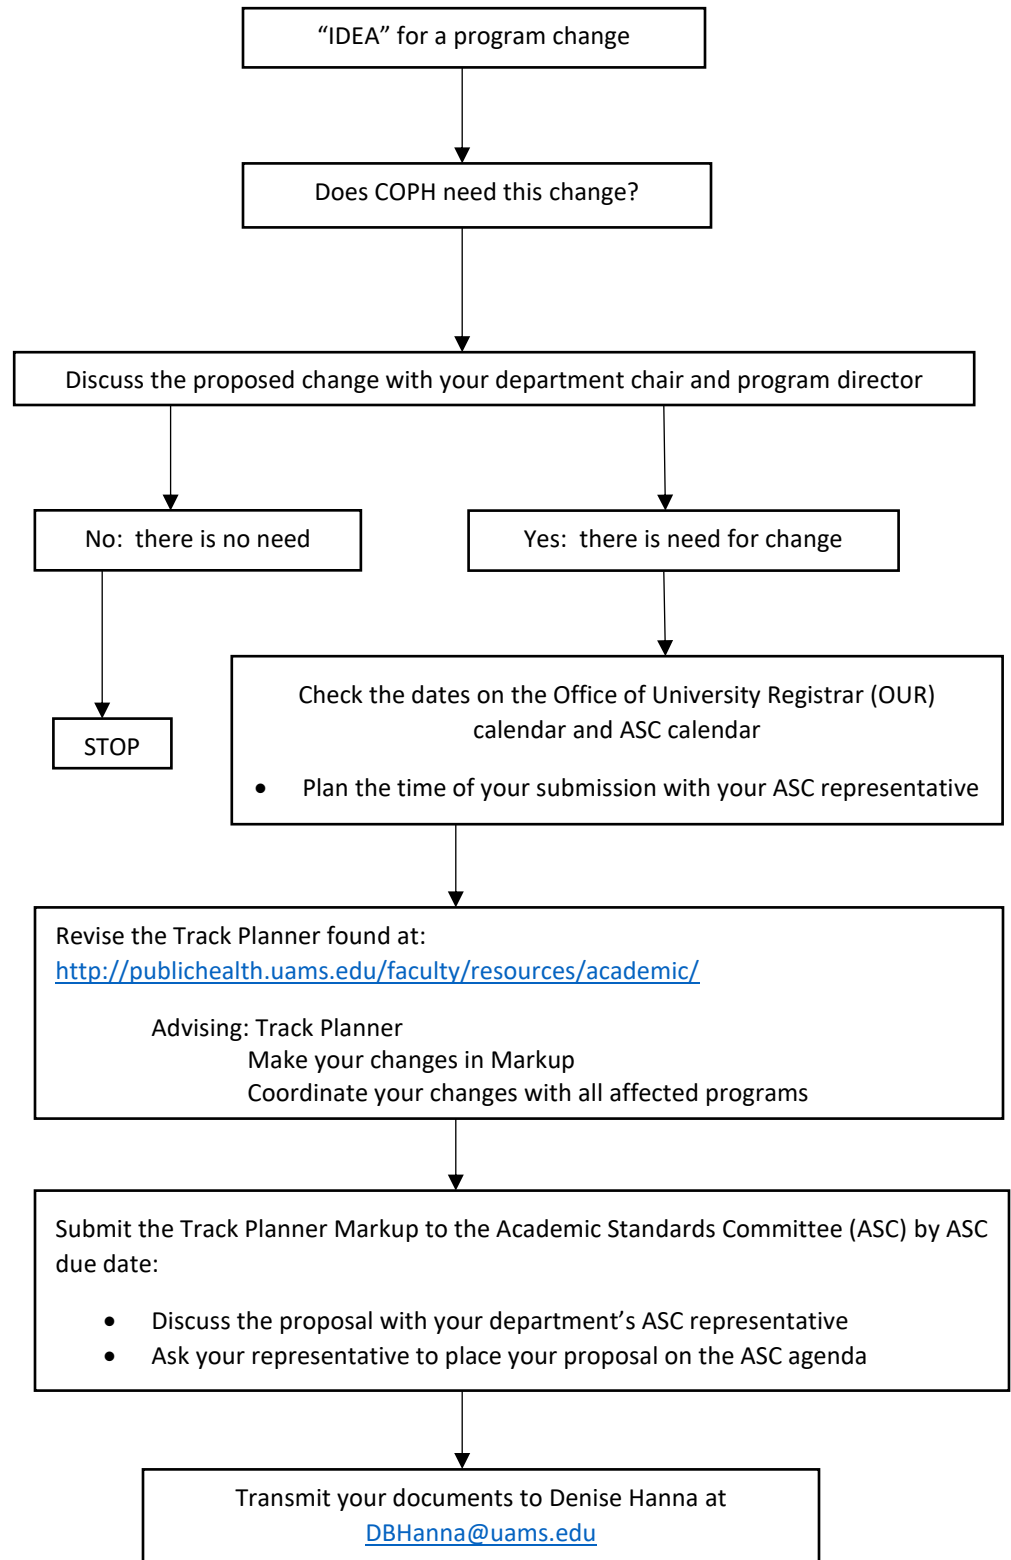 “IDEA” for a program change
Does COPH need this change?
Discuss the proposed change with your department chair and program director
No:  there is no need
Yes:  there is need for change
Check the dates on the Office of University Registrar (OUR)
calendar and ASC calendar
• Plan the time of your submission with your ASC representative
STOP
Revise the Track Planner found at:
http://publichealth.uams.edu/faculty/resources/academic/
Advising: Track Planner
Make your changes in Markup
Coordinate your changes with all affected programs
Submit the Track Planner Markup to the Academic Standards Committee (ASC) by ASC
due date:
• Discuss the proposal with your department’s ASC representative
• Ask your representative to place your proposal on the ASC agenda
Transmit your documents to Denise Hanna at
DBHanna@uams.edu